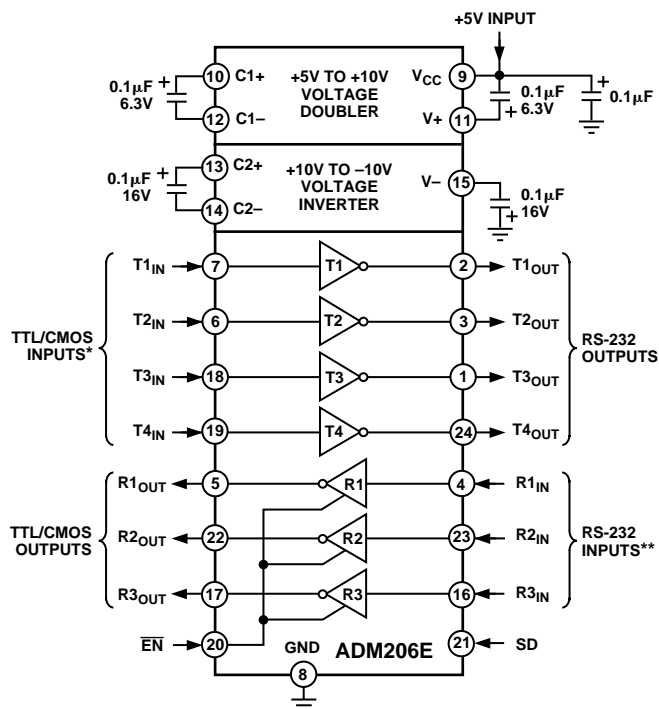 +5V INPUT
10 C1+ +5V TO +10V VCC 9
0.1µF + 6.3V
VOLTAGE
12 C1– DOUBLER V+ 11
+ 0.1µF 6.3V
+ 0.1µF
13 C2+ +10V TO –10V
0.1µF + 16V
VOLTAGE V– 15
14 C2– INVERTER
0.1µF + 16V
T1IN 7 T1 2 T1OUT
T2IN 6 T2 3 T2OUT
TTL/CMOS
INPUTS*
RS-232
OUTPUTS
T3IN 18 T3 1 T3OUT
T4IN 19 T4 24 T4OUT
R1OUT 5 R1 4 R1IN
TTL/CMOS
OUTPUTS
R2OUT 22 R2 23 R2IN
RS-232
INPUTS**
R3OUT 17 R3 16 R3IN
EN 20 GND ADM206E 21 SD
8